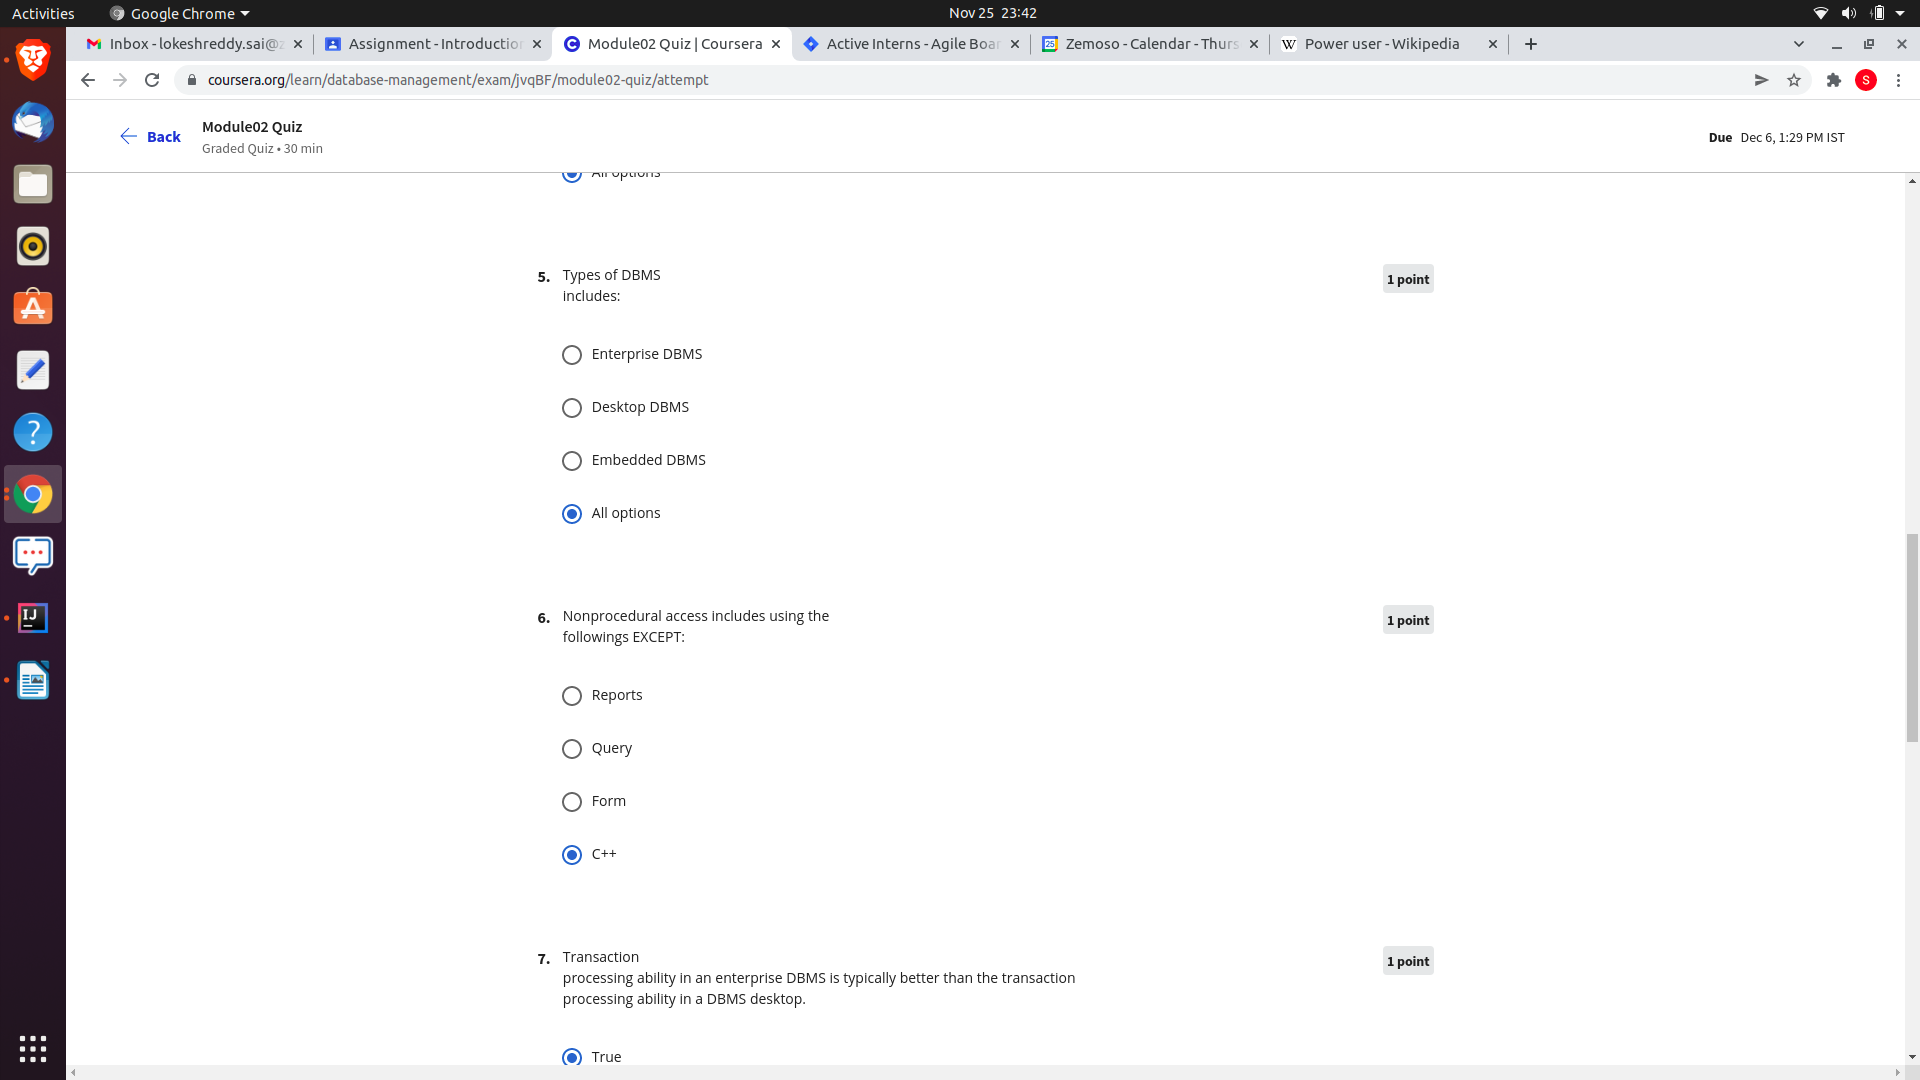 Activities
Google Chrome
Nov 25 23:42
Inbox - lokeshreddy.sai@z
Assignment - Introduction
Module02 Quiz | Coursera
Active Interns - Agile Boar
Zemoso - Calendar - Thurs
Power user - Wikipedia
coursera.org/learn/database-management/exam/jvqBF/module02-quiz/attempt
S
Back
Module02 Quiz
Graded Quiz • 30 min
Due Dec 6, 1:29 PM IST
All options
5. Types of DBMS
includes:
1 point
Enterprise DBMS
Desktop DBMS
Embedded DBMS
All options
6. Nonprocedural access includes using the
followings EXCEPT:
1 point
Reports
Query
Form
C++
7. Transaction
processing ability in an enterprise DBMS is typically better than the transaction
processing ability in a DBMS desktop.
1 point
True